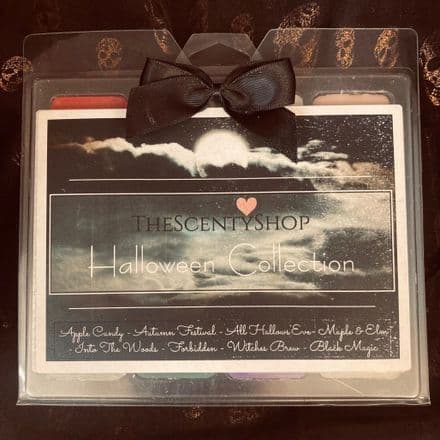 TheScentyShop
Halloween Collection
Apple Candy - Autumn Festival - All Hallows'Eve - Maple & Elm
- Into The Woods - Forbidden - Witches Brew - Black Magic